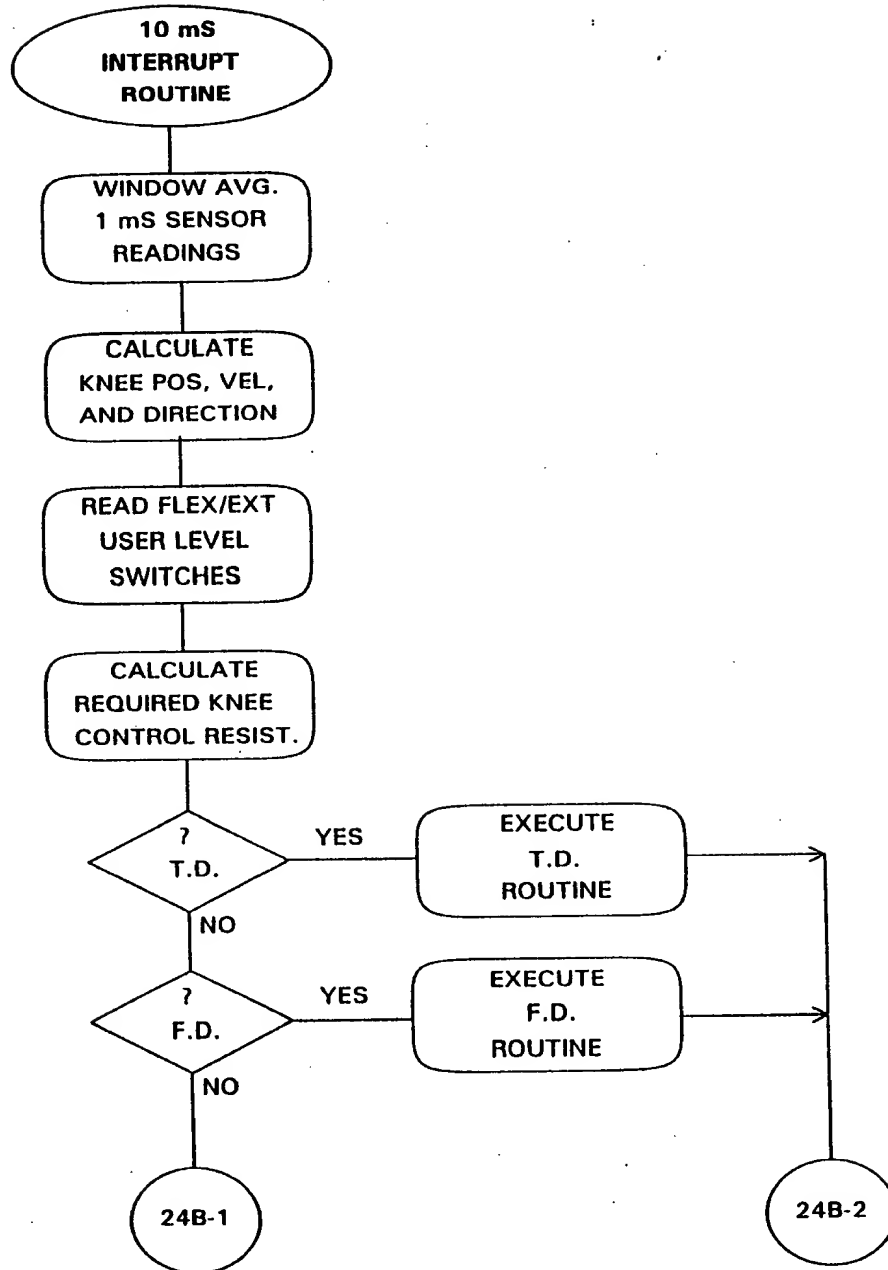 10 mS
INTERRUPT
ROUTINE
WINDOW AVG.
1 mS SENSOR
READINGS
CALCULATE
KNEE POS, VEL,
AND DIRECTION
READ FLEX/EXT
USER LEVEL
SWITCHES
CALCULATE
REQUIRED KNEE
CONTROL RESIST.
?
T.D.
YES
EXECUTE
T.D.
ROUTINE
NO
?
F.D.
YES
EXECUTE
F.D.
ROUTINE
NO
24B-1
24B-2